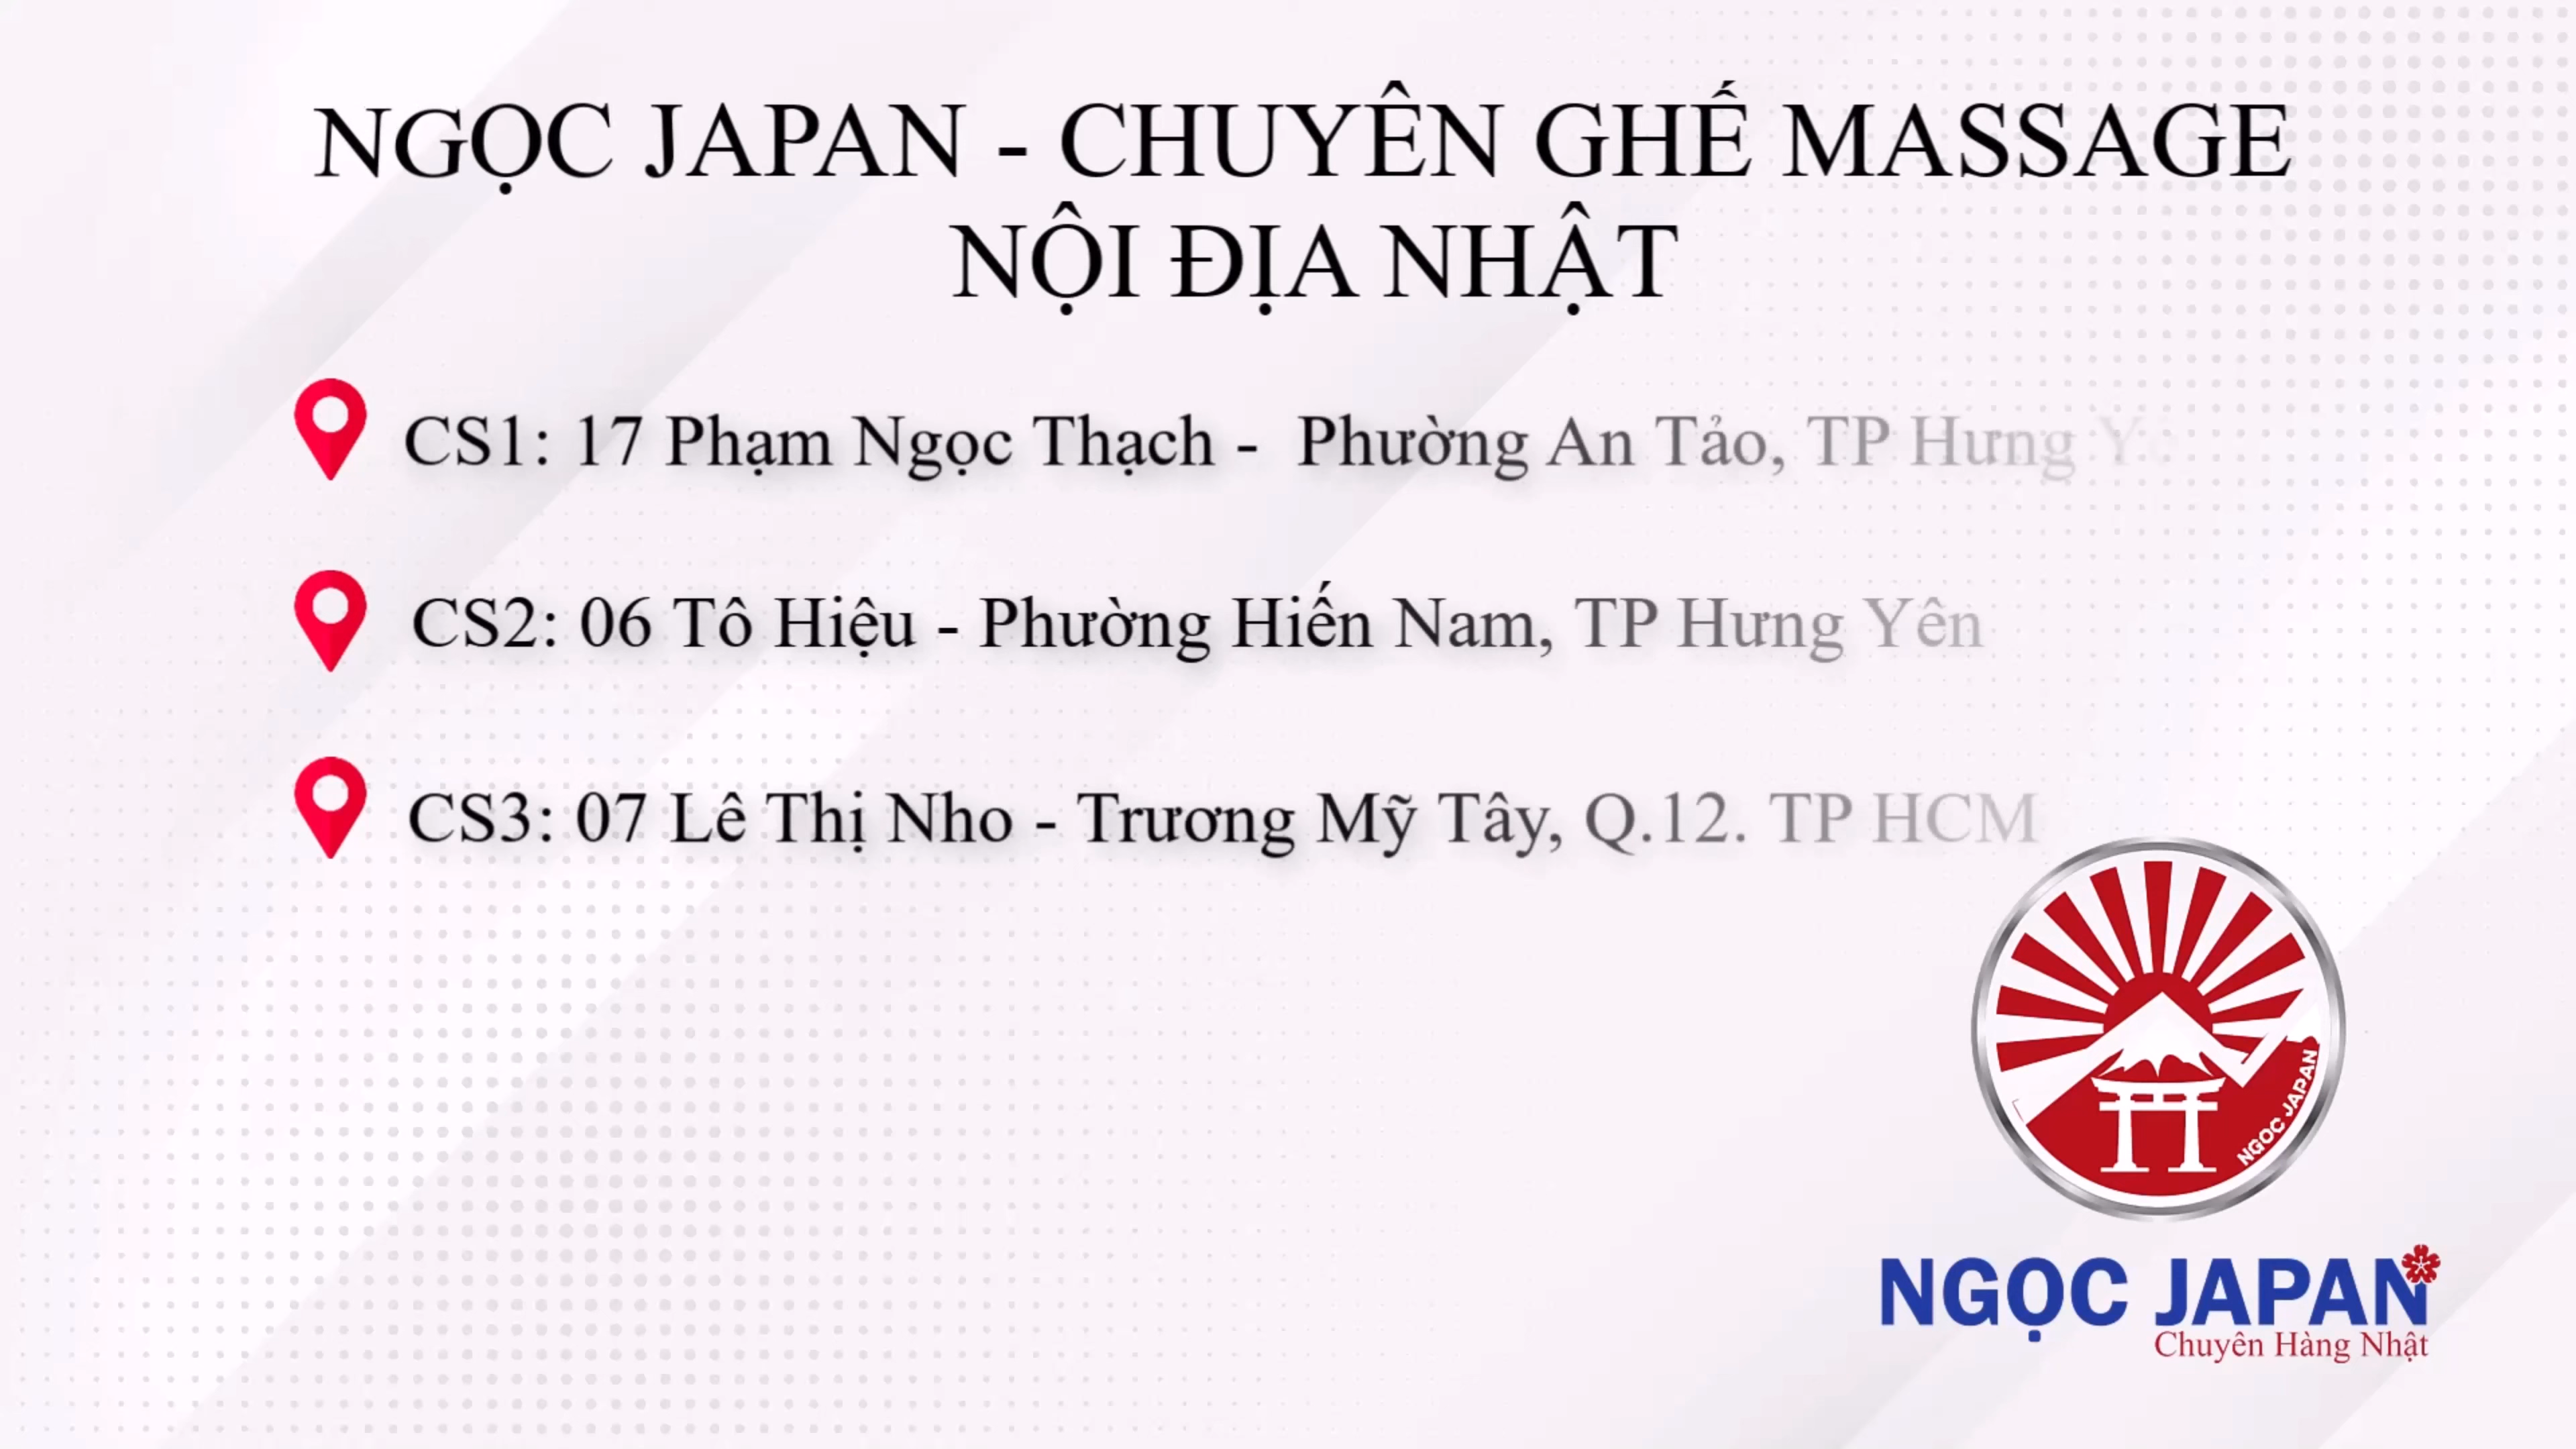 NGỌC JAPAN - CHUYÊN GHẾ MASSAGE
NỘI ĐỊA NHẬT
CS1: 17 Phạm Ngọc Thạch - Phường An Tảo, TP Hưng
CS2: 06 Tô Hiệu - Phường Hiến Nam, TP Hưng Yên
CS3: 07 Lê Thị Nho - Trương Mỹ Tây, Q.12. TP HCM
NGOC JAPAN
NGỌC JAPAN
Chuyên Hàng Nhật